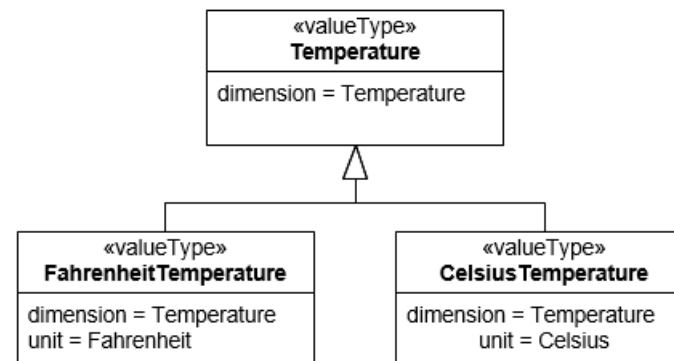 «valueType»
Temperature
dimension = Temperature
«valueType»
FahrenheitTemperature
dimension = Temperature
unit = Fahrenheit
«valueType»
CelsiusTemperature
dimension = Temperature
unit = Celsius